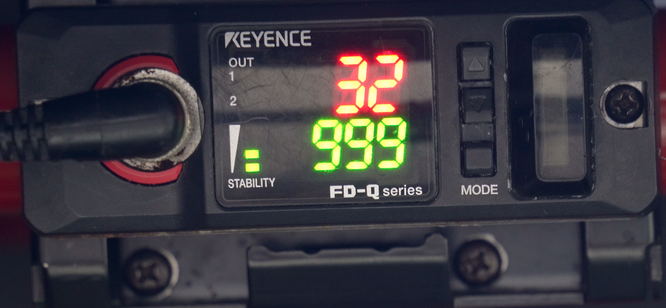 KEYENCE
OUT
1
32
2
999
STABILITY
FD-Q series
MODE